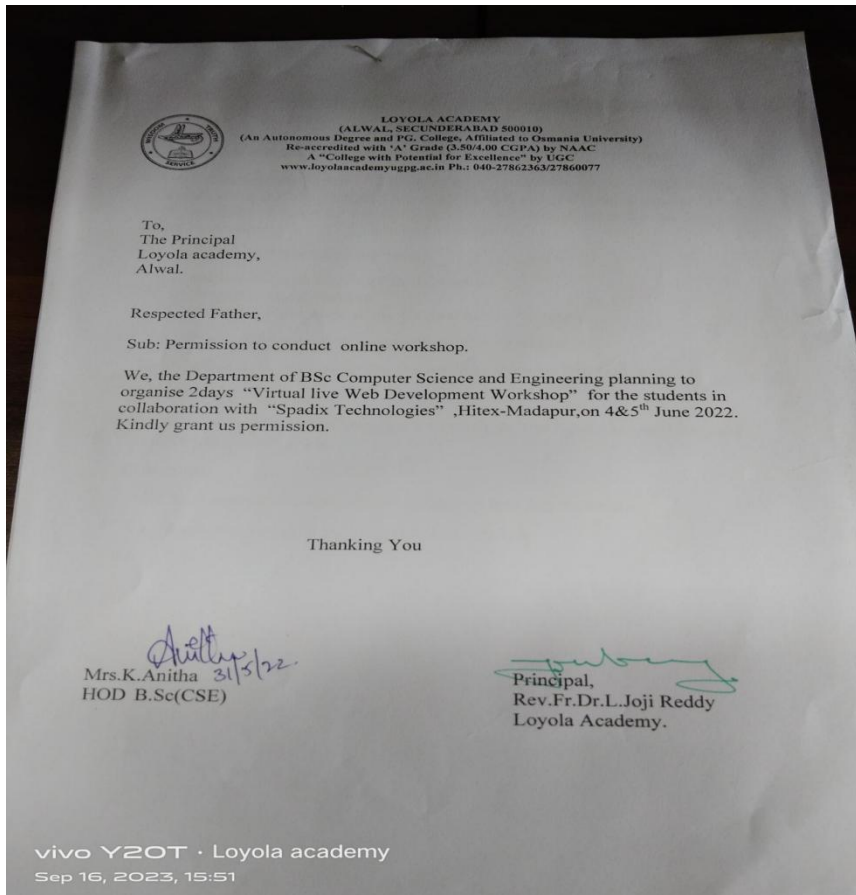 WISDOM TRUTH
SERVICE
LOYOLA ACADEMY
(ALWAL, SECUNDERABAD 500010)
(An Autonomous Degree and PG. College, Affiliated to Osmania University)
Re-accredited with 'A' Grade (3.50/4.00 CGPA) by NAAC
A "College with Potential for Excellence" by UGC
www.loyolaacademyugpg.ac.in Ph.: 040-27862363/27860077
To,
The Principal
Loyola academy,
Alwal.
Respected Father,
Sub: Permission to conduct online workshop.
We, the Department of BSc Computer Science and Engineering planning to
organise 2days "Virtual live Web Development Workshop" for the students in
collaboration with "Spadix Technologies" ,Hitex-Madapur,on 4&5th June 2022.
Kindly grant us permission.
Thanking You
Anitha
31/5/22.
Mrs.K.Anitha
HOD B.Sc(CSE)
Principal,
Rev.Fr.Dr.L.Joji Reddy
Loyola Academy.
vivo Y20T · Loyola academy
Sep 16, 2023, 15:51